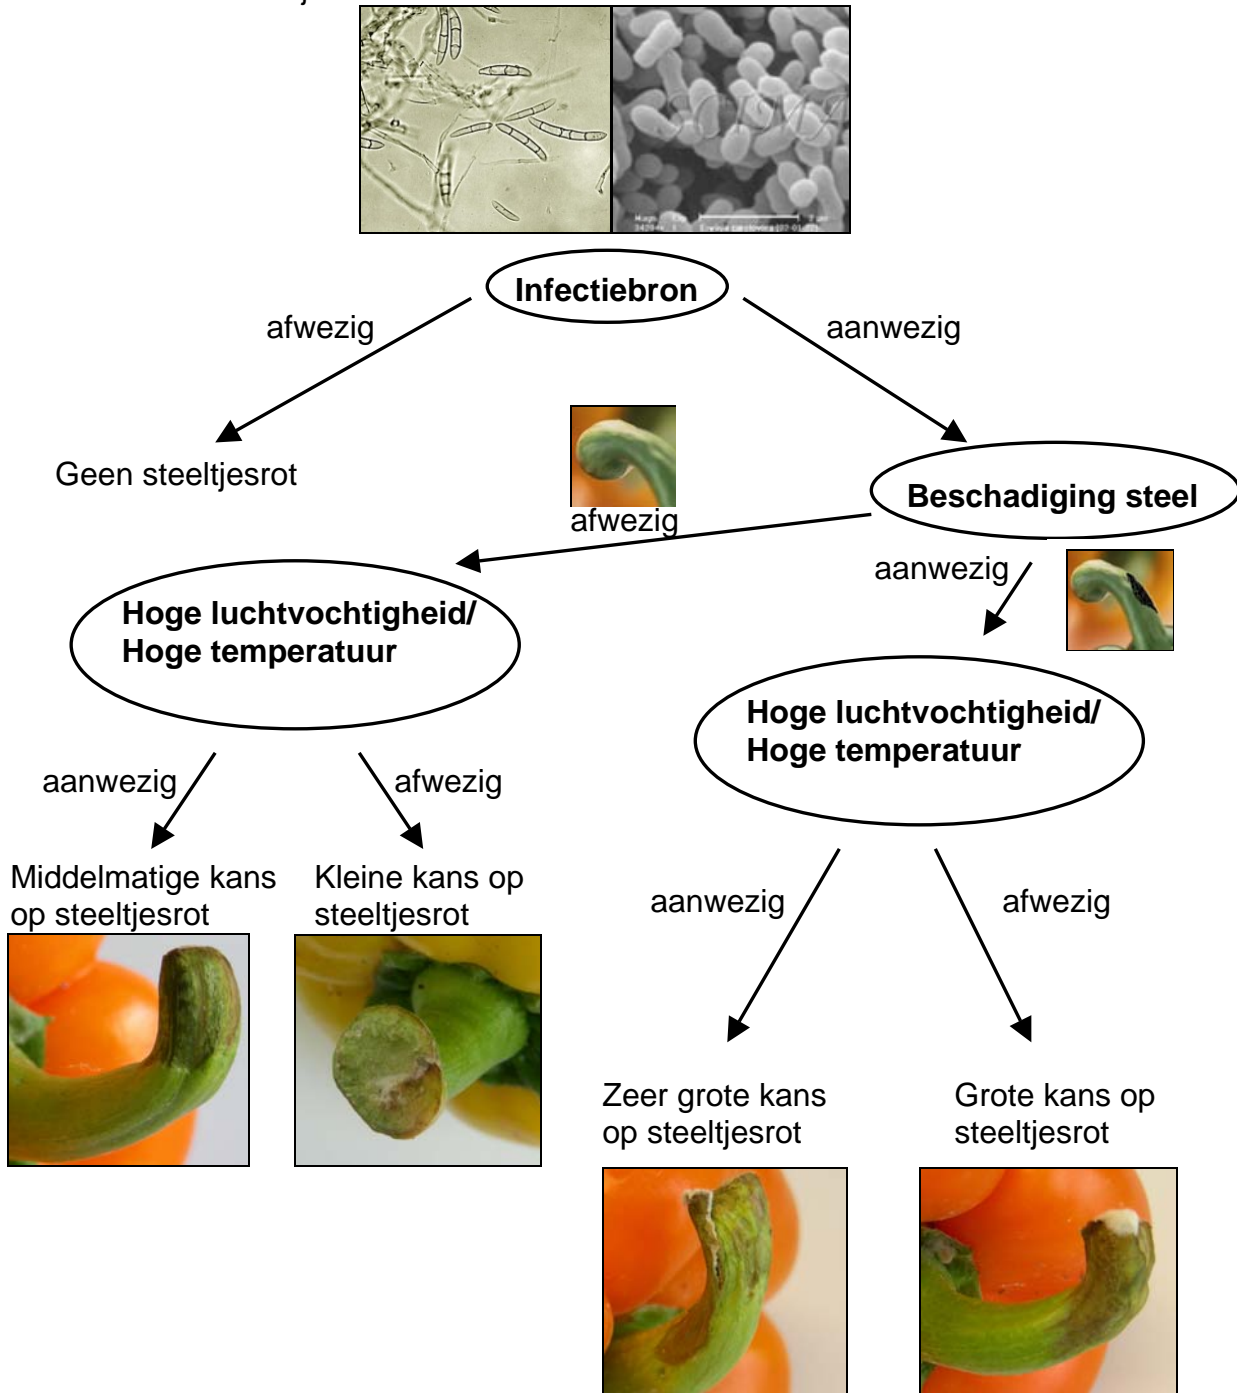 Infectiebron
afwezig
aanwezig
Geen steeltjesrot
afwezig
Beschadiging steel
aanwezig
Hoge luchtvochtigheid/
Hoge temperatuur
Hoge luchtvochtigheid/
Hoge temperatuur
aanwezig
afwezig
Middelmatige kans
op steeltjesrot
Kleine kans op
steeltjesrot
aanwezig
afwezig
Zeer grote kans
op steeltjesrot
Grote kans op
steeltjesrot